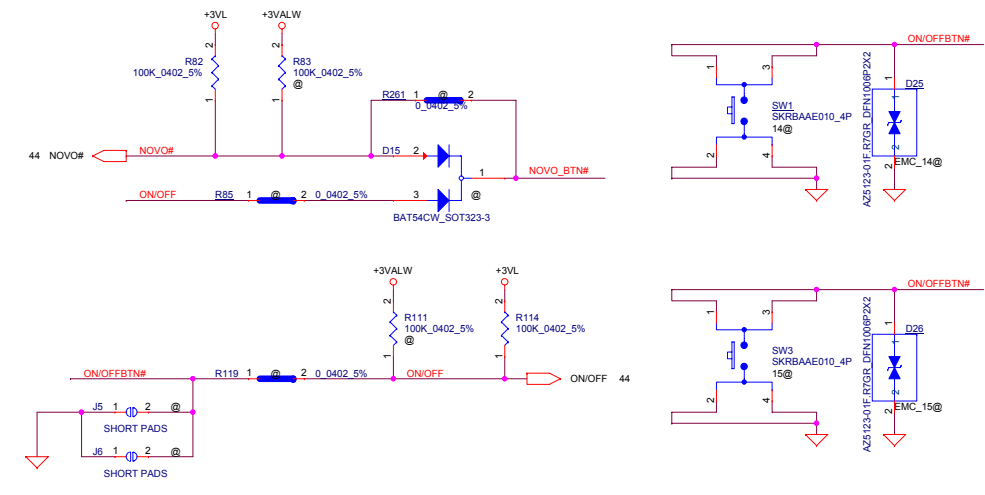 +3VL
+3VALW
2
2
R82
100K_0402_5%
R83
100K_0402_5%
@
1
1
R261 1 @ 2
0_0402_5%
44 NOVO#
NOVO#
D15 2
1
NOVO_BTN#
@
ON/OFF
R85 1 @ 2 0_0402_5%
3
BAT54CW_SOT323-3
ON/OFFBTN#
1
3
SW1
SKRBAAE010_4P
14@
2
4
1
D25
1
2
2
EMC_14@
AZ5123-01F.R7GR_DFN1006P2X2
+3VALW
+3VL
2
2
R111
100K_0402_5%
@
R114
100K_0402_5%
1
1
ON/OFFBTN#
R119 1 @ 2 0_0402_5%
ON/OFF
ON/OFF 44
J5 1 2 @
SHORT PADS
J6 1 2 @
SHORT PADS
ON/OFFBTN#
1
3
SW3
SKRBAAE010_4P
15@
2
4
1
D26
1
2
2
EMC_15@
AZ5123-01F.R7GR_DFN1006P2X2